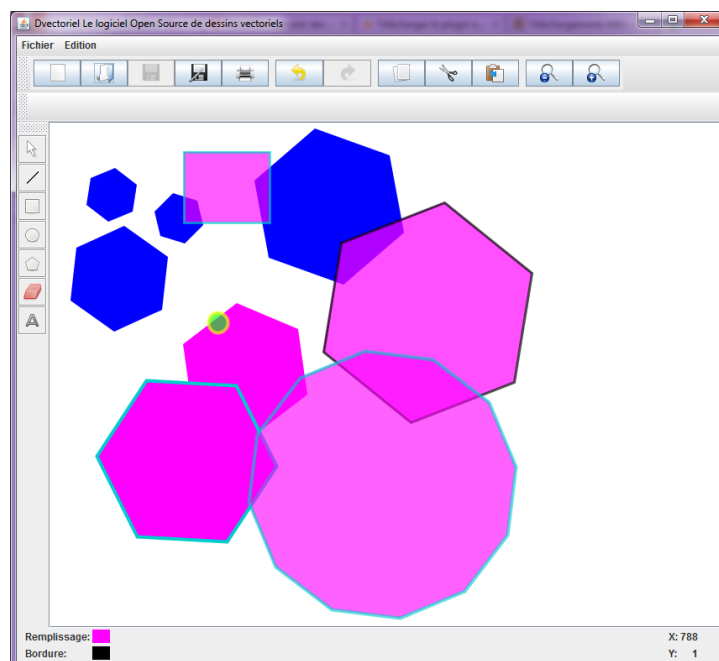 Dvectoriel Le logiciel Open Source de dessins vectoriels
Fichier Edition
A
Remplissage:
X: 788
Bordure:
Y: 1